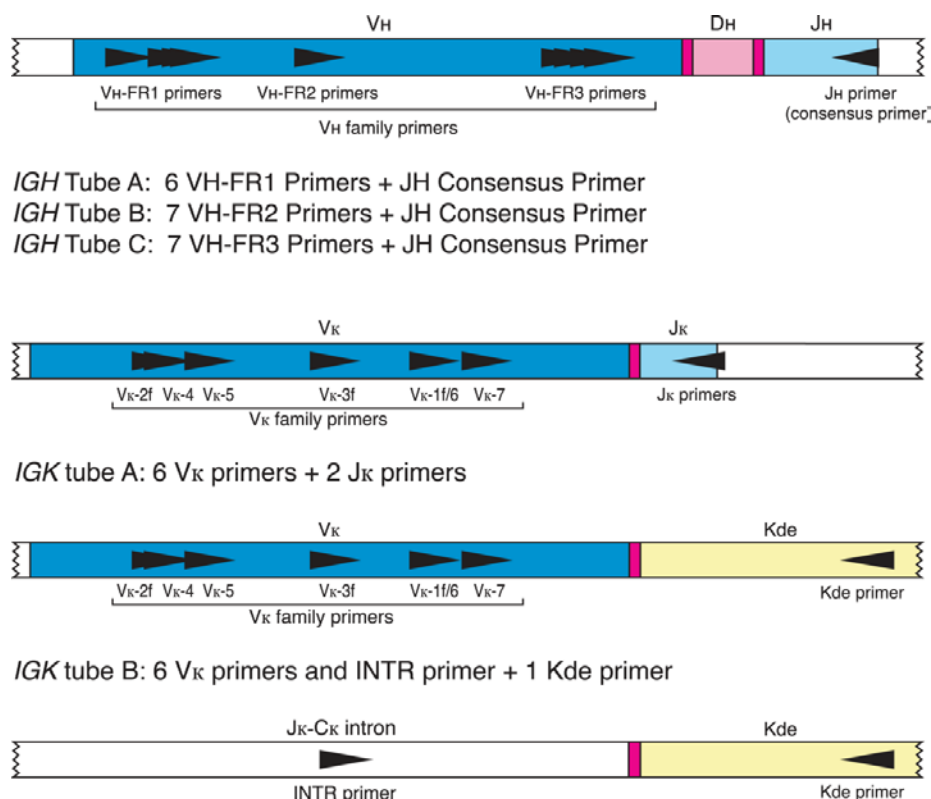 VH DH JH
VH-FR1 primers VH-FR2 primers VH-FR3 primers JH primer
(consensus primer)
VH family primers
IGH Tube A: 6 VH-FR1 Primers + JH Consensus Primer
IGH Tube B: 7 VH-FR2 Primers + JH Consensus Primer
IGH Tube C: 7 VH-FR3 Primers + JH Consensus Primer
Vκ Jκ
Vκ-2f Vκ-4 Vκ-5 Vκ-3f Vκ-1f/6 Vκ-7 Jκ primers
Vκ family primers
IGK tube A: 6 Vκ primers + 2 Jκ primers
Vκ Kde
Vκ-2f Vκ-4 Vκ-5 Vκ-3f Vκ-1f/6 Vκ-7 Kde primer
Vκ family primers
IGK tube B: 6 Vκ primers and INTR primer + 1 Kde primer
Jκ-Cκ intron Kde
INTR primer Kde primer